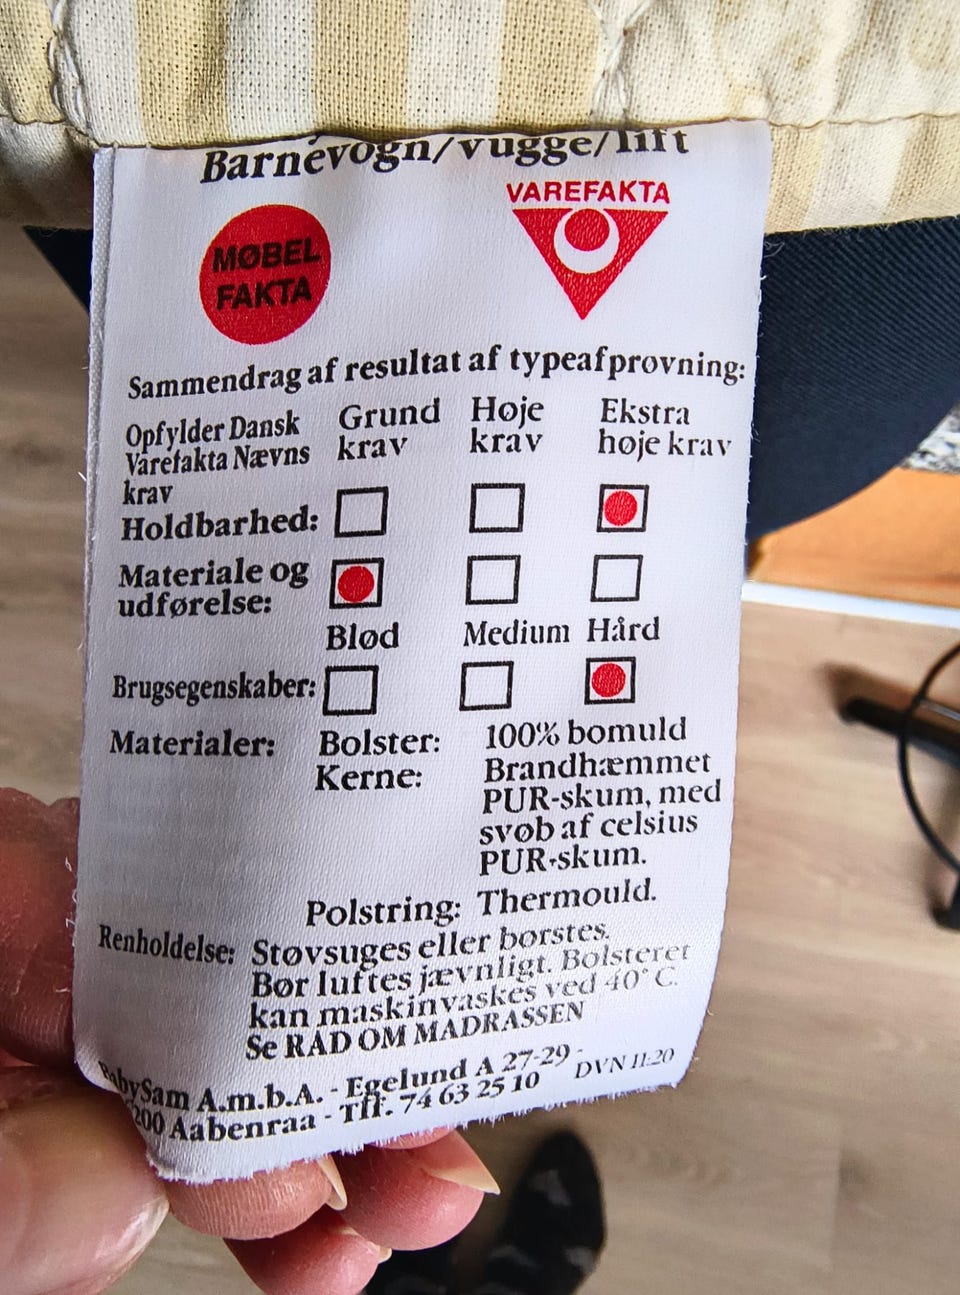 Barnevogn/vugge/lift
MØBEL
FAKTA
VAREFAKTA
Sammendrag af resultat af typeafprøvning:
Opfylder Dansk
Varefakta Nævns
krav
Grund
krav
Høje
krav
Ekstra
høje krav
Holdbarhed:
Materiale og
udførelse:
Blød Medium Hård
Brugsegenskaber:
Materialer: Bolster: 100% bomuld
Kerne: Brandhæmmet
PUR-skum, med
svøb af celsius
PUR-skum.
Polstring: Thermould.
Renholdelse: Støvsuges eller børstes.
Bør luftes jævnligt. Bolsteret
kan maskinvaskes ved 40° C.
Se RÅD OM MADRASSEN
BabySam A.m.b.A. - Egelund A 27-29 -
200 Aabenraa - Tlf. 74 63 25 10 DVN 11:20